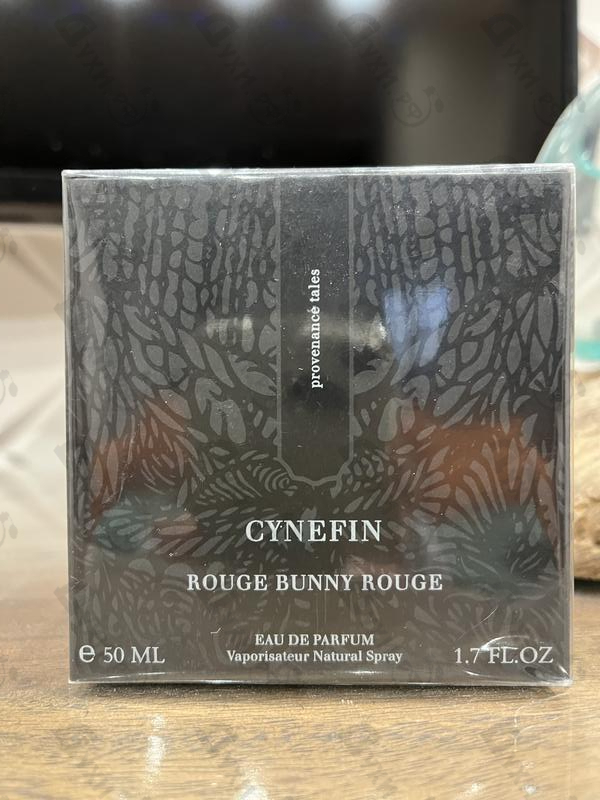 provenance tales
CYNEFIN
ROUGE BUNNY ROUGE
EAU DE PARFUM
Vaporisateur Natural Spray
℮ 50 ML
1.7 FL.OZ